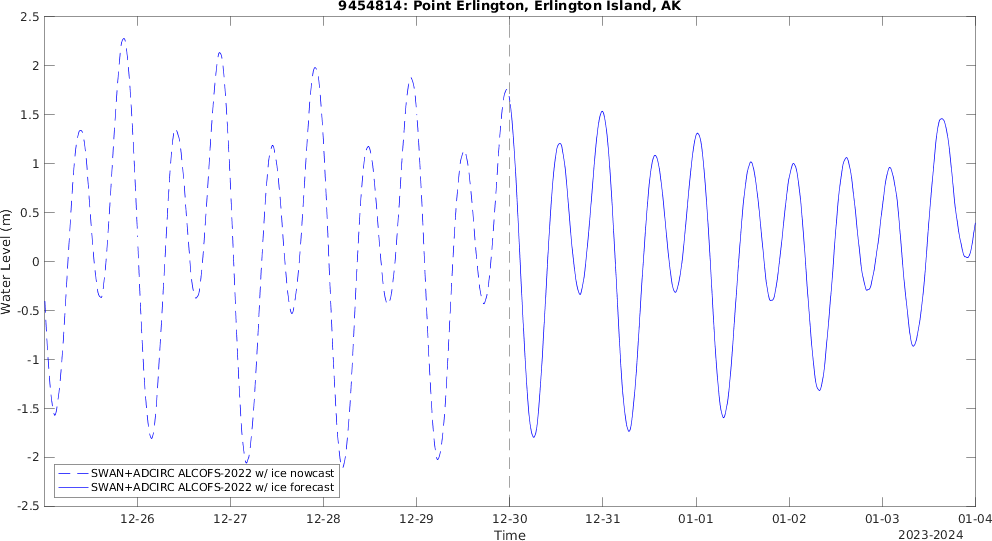 9454814: Point Erlington, Erlington Island, AK
2.5
2
1.5
1
0.5
0
-0.5
-1
-1.5
-2
-2.5
Water Level (m)
SWAN+ADCIRC ALCOFS-2022 w/ ice nowcast
SWAN+ADCIRC ALCOFS-2022 w/ ice forecast
12-26 12-27 12-28 12-29 12-30 12-31 01-01 01-02 01-03 01-04
Time
2023-2024